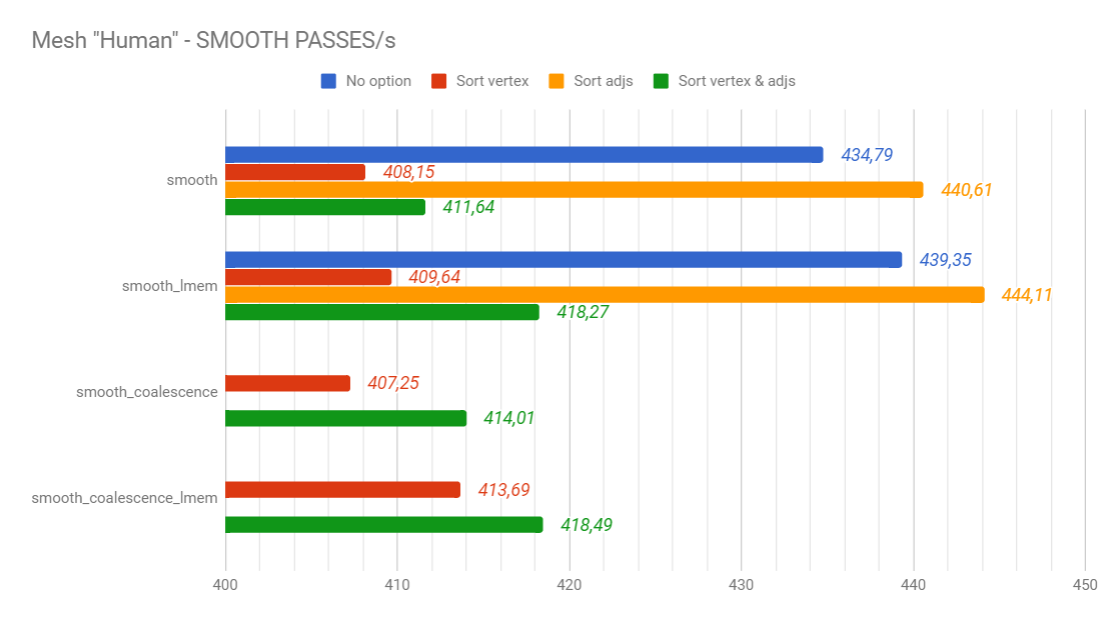 Mesh "Human" - SMOOTH PASSES/s
No option Sort vertex Sort adjs Sort vertex & adjs
smooth
434,79
408,15
440,61
411,64
smooth_lmem
439,35
409,64
444,11
418,27
smooth_coalescence
407,25
414,01
smooth_coalescence_lmem
413,69
418,49
400 410 420 430 440 450